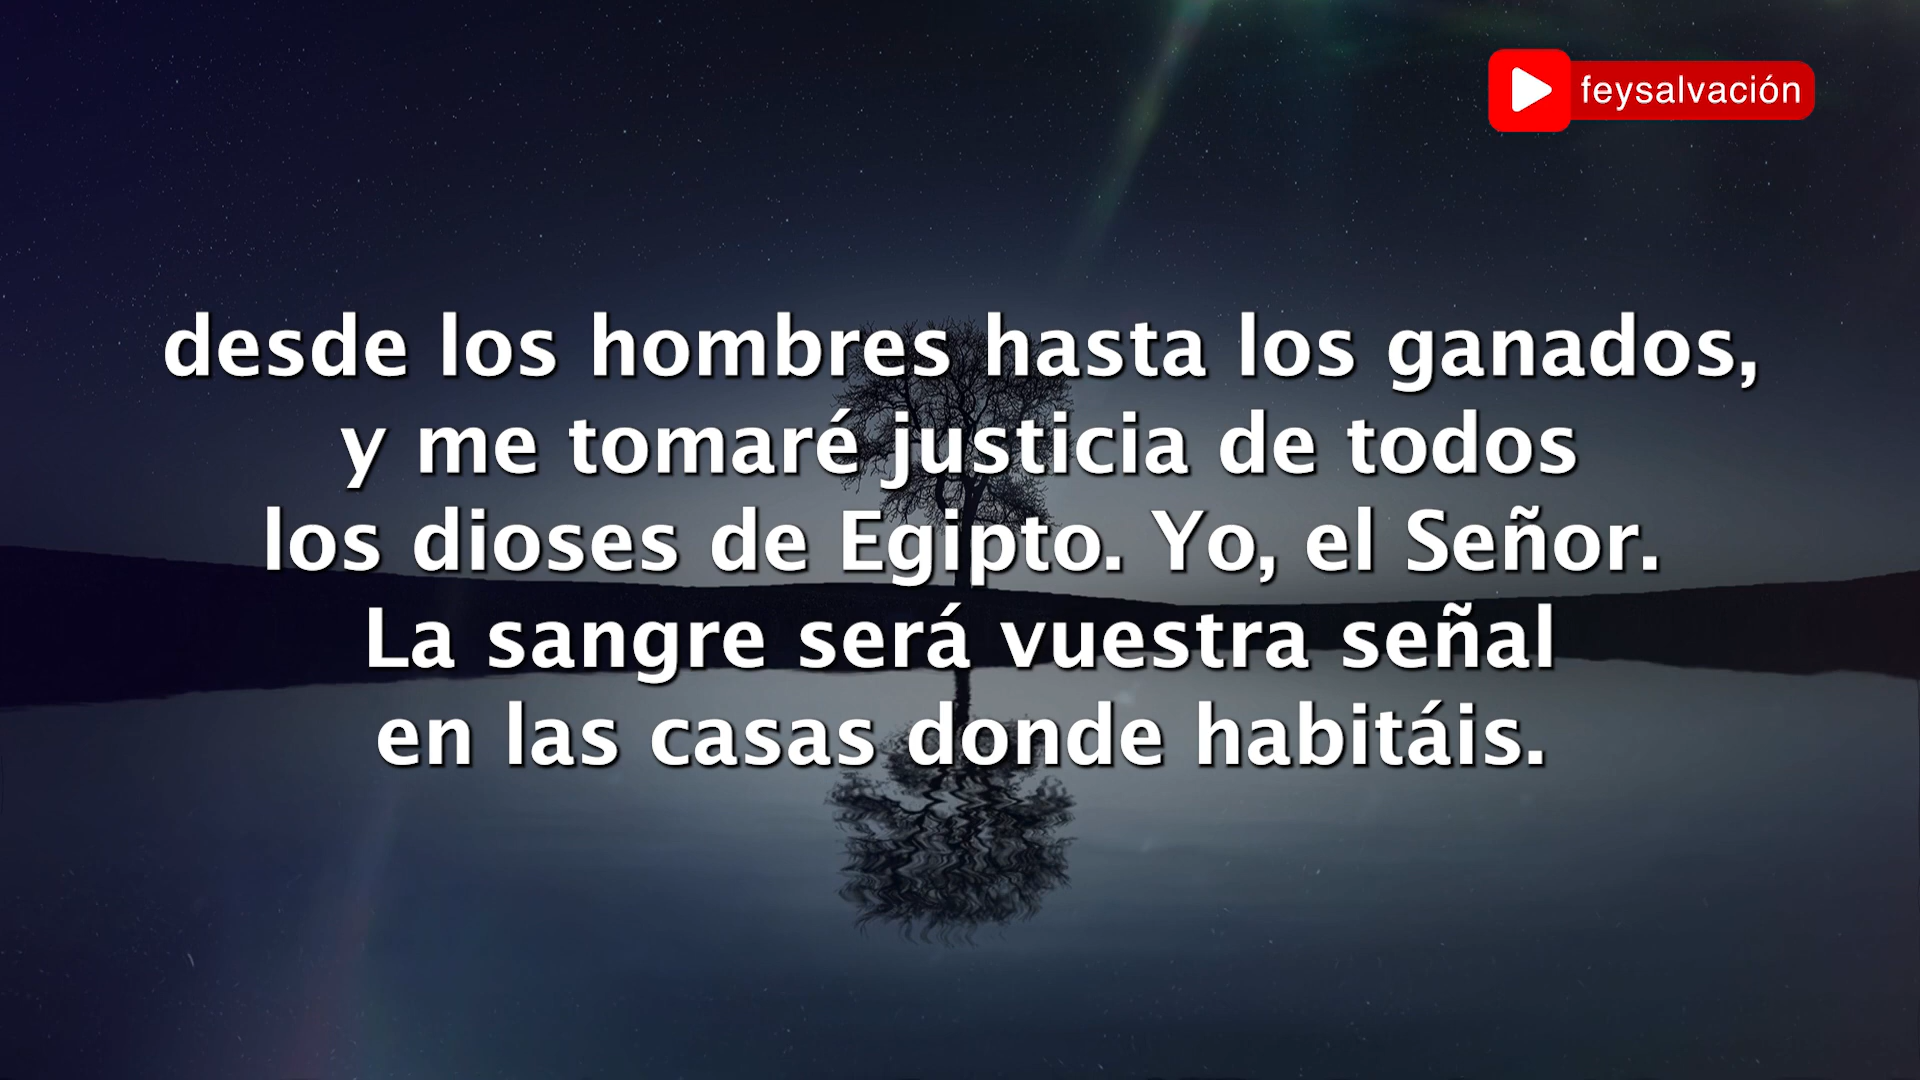 feysalvación
desde los hombres hasta los ganados,
y me tomaré justicia de todos
los dioses de Egipto. Yo, el Señor.
La sangre será vuestra señal
en las casas donde habitáis.